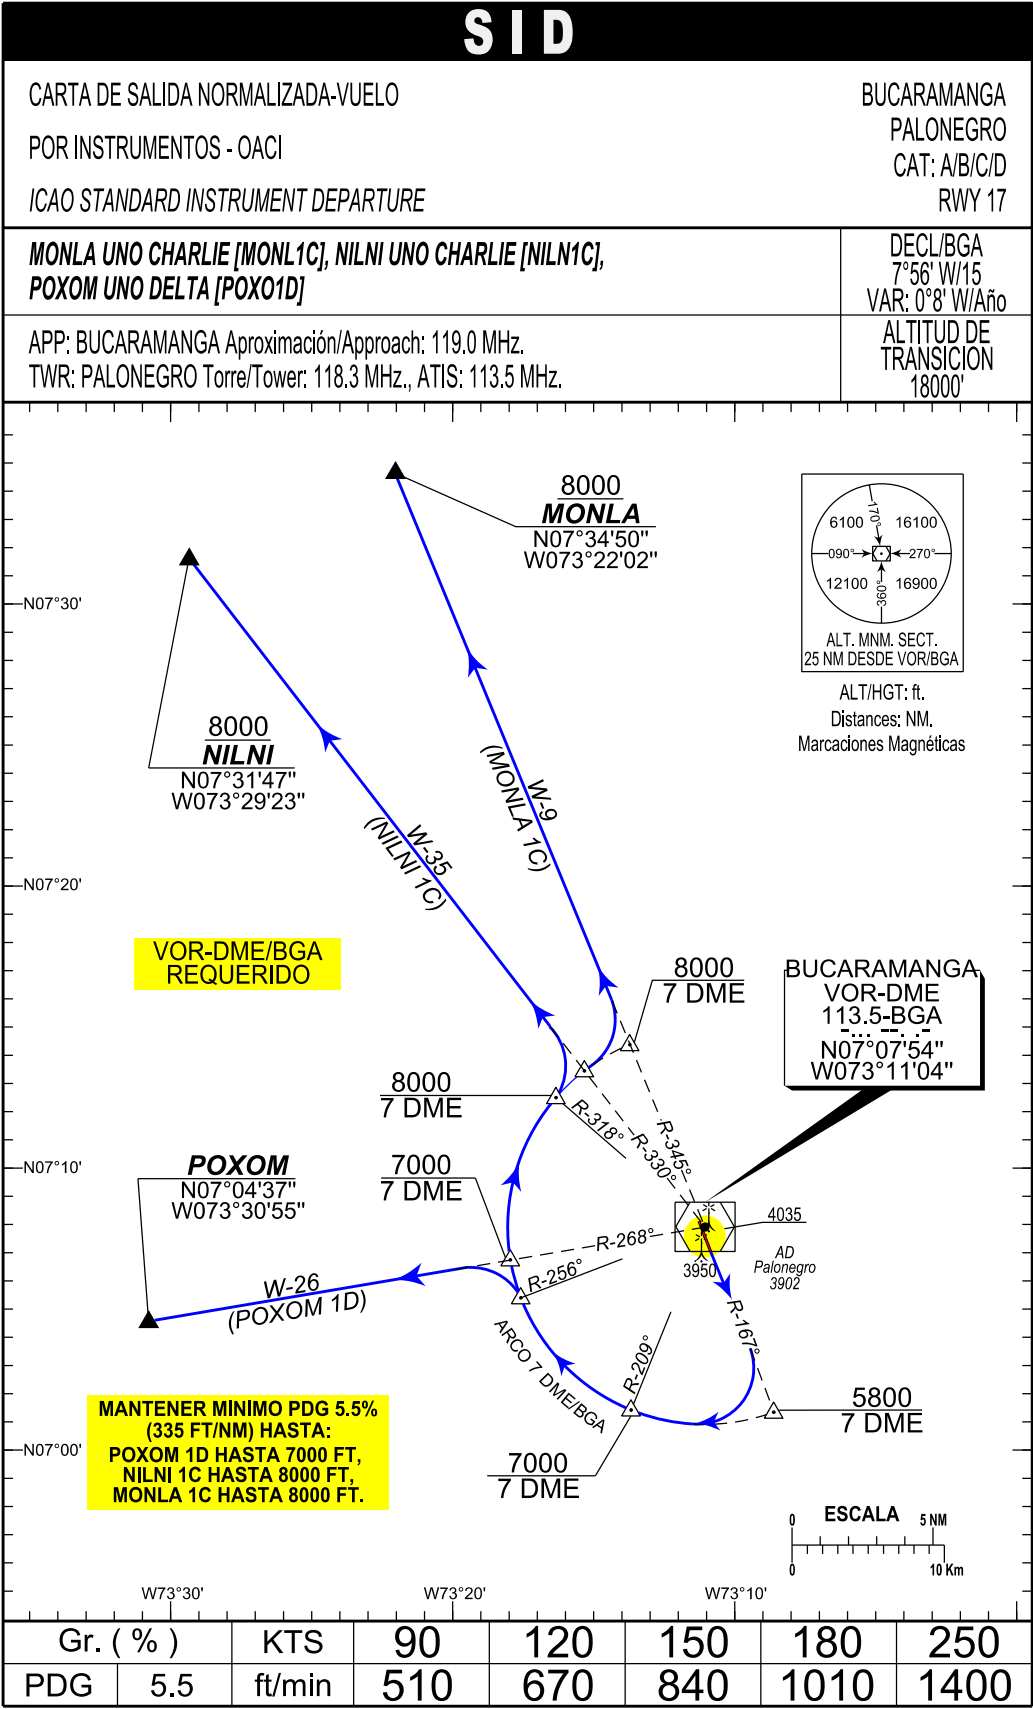 SID
CARTA DE SALIDA NORMALIZADA-VUELO
POR INSTRUMENTOS - OACI
ICAO STANDARD INSTRUMENT DEPARTURE
BUCARAMANGA
PALONEGRO
CAT: A/B/C/D
RWY 17
MONLA UNO CHARLIE [MONL1C], NILNI UNO CHARLIE [NILN1C],
POXOM UNO DELTA [POXO1D]
DECL/BGA
7°56' W/15
VAR: 0°8' W/Año
APP: BUCARAMANGA Aproximación/Approach: 119.0 MHz.
TWR: PALONEGRO Torre/Tower: 118.3 MHz., ATIS: 113.5 MHz.
ALTITUD DE
TRANSICION
18000'
8000
MONLA
N07°34'50"
W073°22'02"
6100
170°
16100
090°
270°
12100
360°
16900
ALT. MNM. SECT.
25 NM DESDE VOR/BGA
ALT/HGT: ft.
Distances: NM.
Marcaciones Magnéticas
N07°30'
8000
NILNI
N07°31'47"
W073°29'23"
W-9
(MONLA 1C)
W-35
(NILNI 1C)
N07°20'
VOR-DME/BGA
REQUERIDO
8000
7 DME
BUCARAMANGA
VOR-DME
113.5-BGA
-... --. .-
N07°07'54"
W073°11'04"
8000
7 DME
R-318°
R-330°
R-345°
N07°10'
POXOM
N07°04'37"
W073°30'55"
7000
7 DME
4035
R-268°
3950
AD
Palonegro
3902
R-256°
W-26
(POXOM 1D)
R-167°
ARCO 7 DME/BGA
R-209°
5800
7 DME
MANTENER MINIMO PDG 5.5%
(335 FT/NM) HASTA:
POXOM 1D HASTA 7000 FT,
NILNI 1C HASTA 8000 FT,
MONLA 1C HASTA 8000 FT.
N07°00'
7000
7 DME
0 ESCALA 5 NM
0 10 Km
W73°30' W73°20' W73°10'
Gr. ( % ) KTS 90 120 150 180 250
PDG 5.5 ft/min 510 670 840 1010 1400